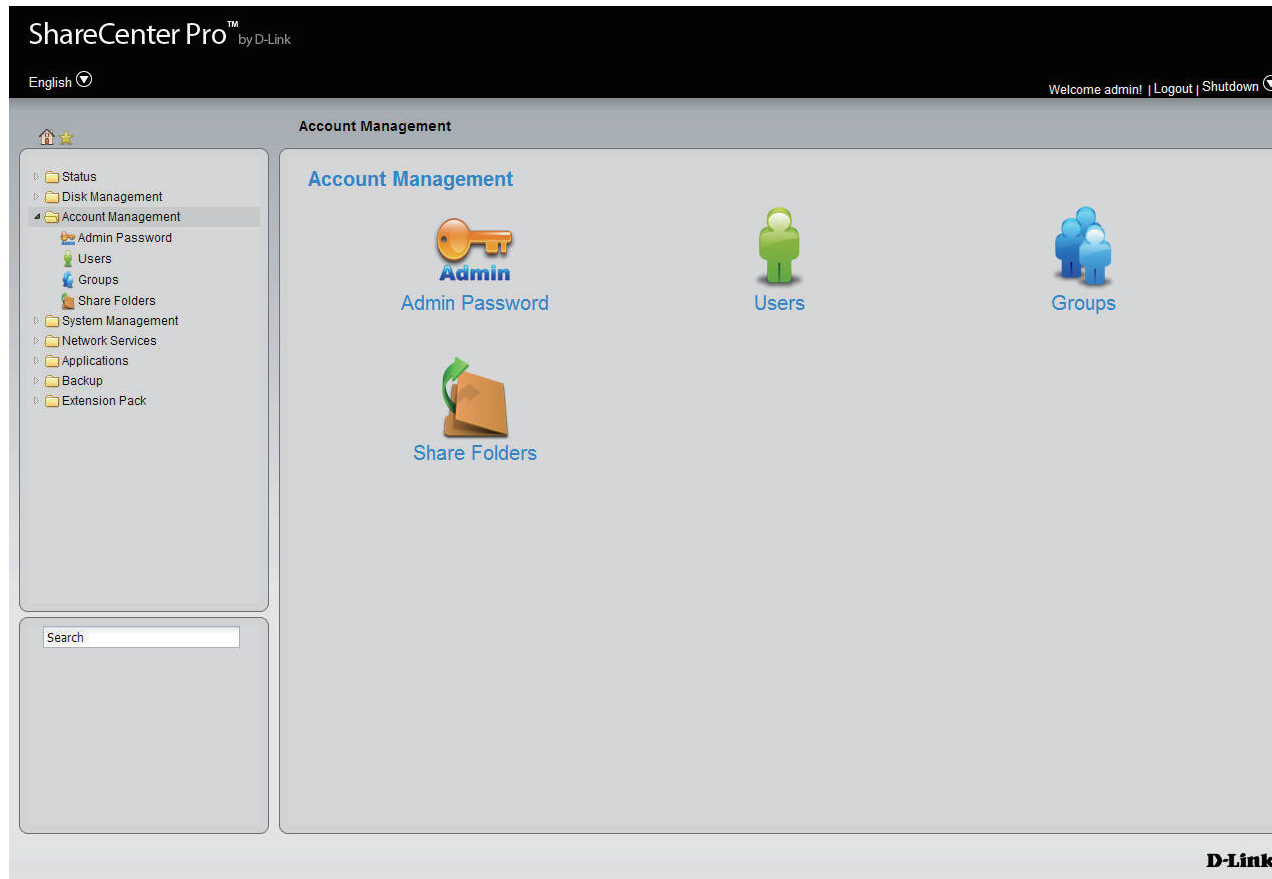 ShareCenter Pro™ by D-Link
English
Welcome admin! | Logout | Shutdown
Account Management
Status
Disk Management
Account Management
Admin Password
Users
Groups
Share Folders
System Management
Network Services
Applications
Backup
Extension Pack
Search
Account Management
Admin
Admin Password
Users
Groups
Share Folders
D-Link